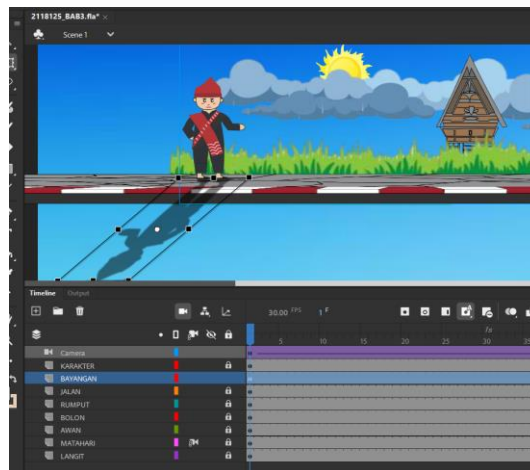 2118125_BAB3.fla* ×
Scene 1
Timeline Output
30.00 FPS 1 F
5 10 15 20 25 30
1s
Camera
KARAKTER
BAYANGAN
JALAN
RUMPUT
BOLON
AWAN
MATAHARI
LANGIT